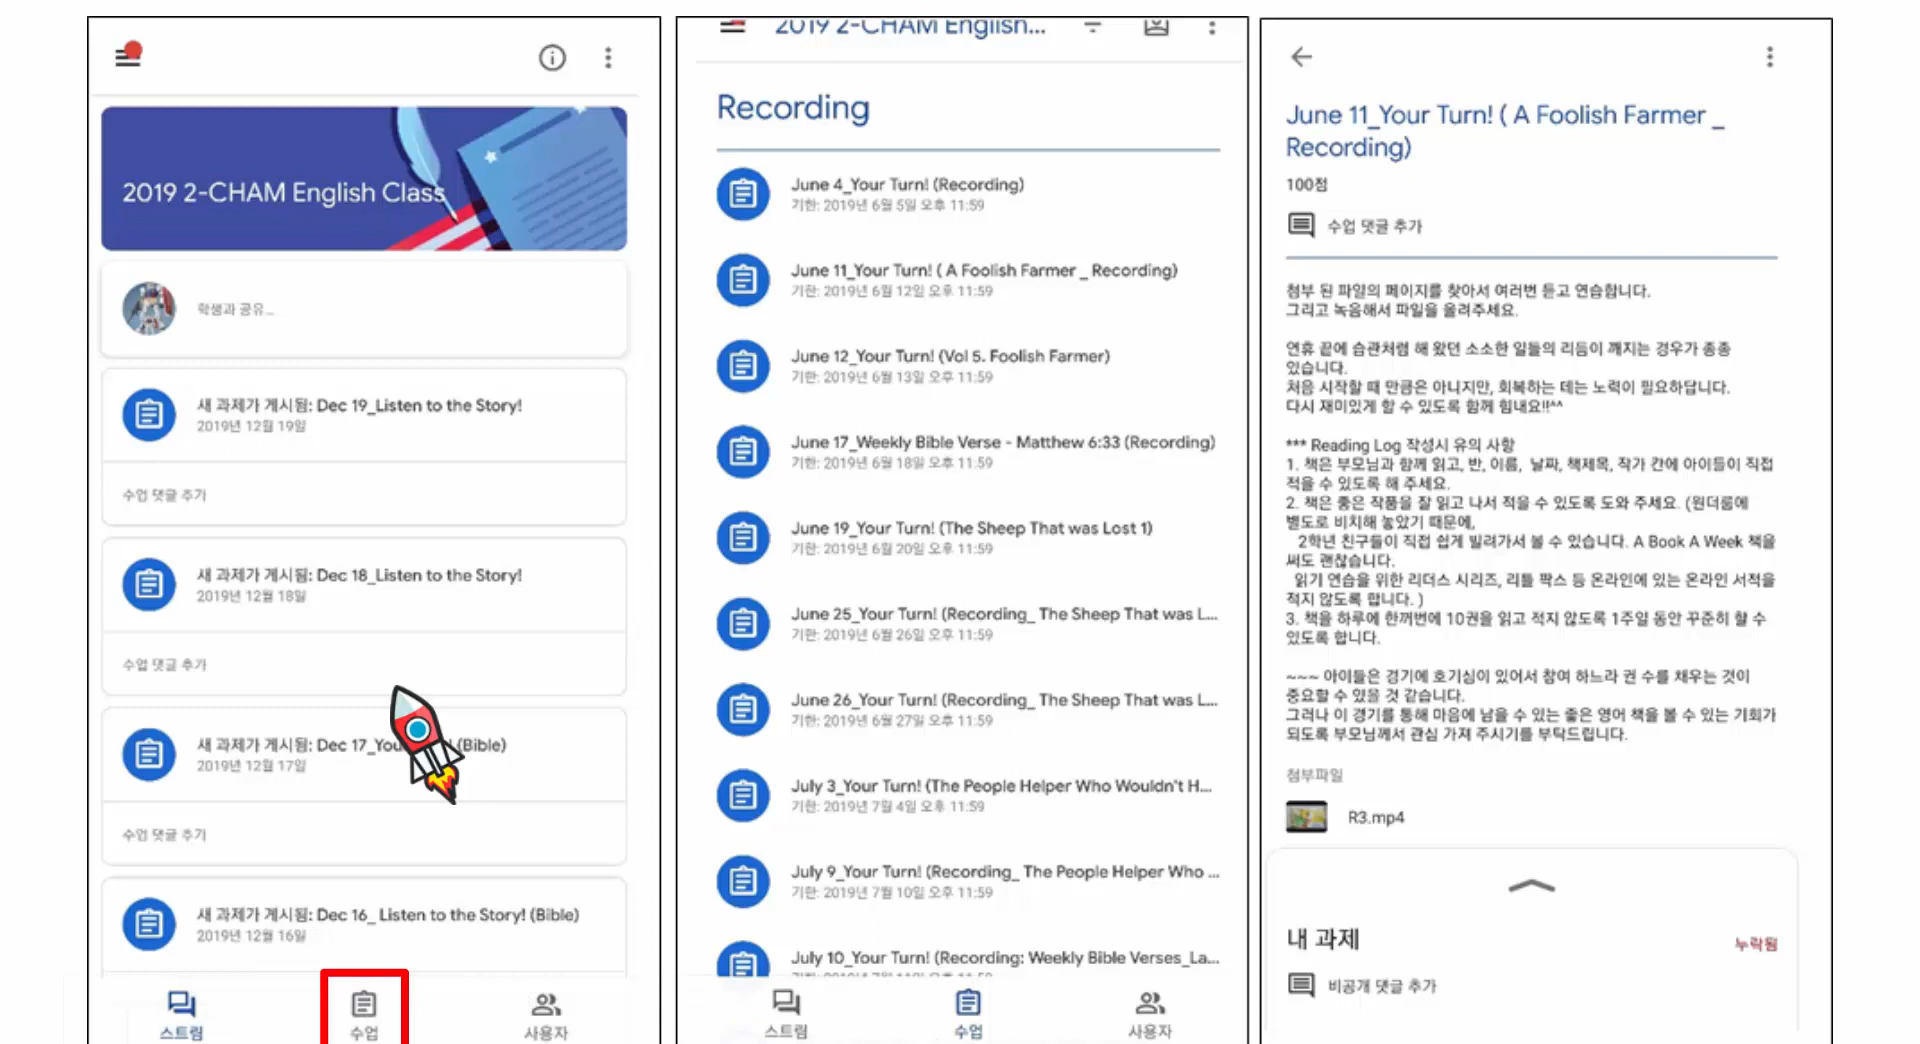 2019 2-CHAM English Class
학생과 공유...
새 과제가 게시됨: Dec 19_Listen to the Story!
2019년 12월 19일
수업 댓글 추가
새 과제가 게시됨: Dec 18_Listen to the Story!
2019년 12월 18일
수업 댓글 추가
새 과제가 게시됨: Dec 17_You (Bible)
2019년 12월 17일
수업 댓글 추가
새 과제가 게시됨: Dec 16_ Listen to the Story! (Bible)
2019년 12월 16일
스트림
수업
사용자
2019 2-CHAM English...
Recording
June 4_Your Turn! (Recording)
기한: 2019년 6월 5일 오후 11:59
June 11_Your Turn! ( A Foolish Farmer _ Recording)
기한: 2019년 6월 12일 오후 11:59
June 12_Your Turn! (Vol 5. Foolish Farmer)
기한: 2019년 6월 13일 오후 11:59
June 17_Weekly Bible Verse - Matthew 6:33 (Recording)
기한: 2019년 6월 18일 오후 11:59
June 19_Your Turn! (The Sheep That was Lost 1)
기한: 2019년 6월 20일 오후 11:59
June 25_Your Turn! (Recording_ The Sheep That was L...
기한: 2019년 6월 26일 오후 11:59
June 26_Your Turn! (Recording_ The Sheep That was L...
기한: 2019년 6월 27일 오후 11:59
July 3_Your Turn! (The People Helper Who Wouldn't H...
기한: 2019년 7월 4일 오후 11:59
July 9_Your Turn! (Recording_ The People Helper Who ...
기한: 2019년 7월 10일 오후 11:59
July 10_Your Turn! (Recording: Weekly Bible Verses_La...
스트림
수업
사용자
June 11_Your Turn! ( A Foolish Farmer _
Recording)
100점
수업 댓글 추가
첨부 된 파일의 페이지를 찾아서 여러번 듣고 연습합니다.
그리고 녹음해서 파일을 올려주세요.
연휴 끝에 습관처럼 해 왔던 소소한 일들의 리듬이 깨지는 경우가 종종
있습니다.
처음 시작할 때 만큼은 아니지만, 회복하는 데는 노력이 필요하답니다.
다시 재미있게 할 수 있도록 함께 힘내요!!^^
*** Reading Log 작성시 유의 사항
1. 책은 부모님과 함께 읽고, 반, 이름, 날짜, 책제목, 작가 칸에 아이들이 직접
적을 수 있도록 해 주세요.
2. 책은 좋은 작품을 잘 읽고 나서 적을 수 있도록 도와 주세요. (원더룸에
별도로 비치해 놓았기 때문에,
2학년 친구들이 직접 쉽게 빌려가서 볼 수 있습니다. A Book A Week 책을
써도 괜찮습니다.
읽기 연습을 위한 리더스 시리즈, 리틀 팍스 등 온라인에 있는 온라인 서적을
적지 않도록 합니다. )
3. 책을 하루에 한꺼번에 10권을 읽고 적지 않도록 1주일 동안 꾸준히 할 수
있도록 합니다.
~~~ 아이들은 경기에 호기심이 있어서 참여 하느라 권 수를 채우는 것이
중요할 수 있을 것 같습니다.
그러나 이 경기를 통해 마음에 남을 수 있는 좋은 영어 책을 볼 수 있는 기회가
되도록 부모님께서 관심 가져 주시기를 부탁드립니다.
첨부파일
R3.mp4
내 과제
누락됨
비공개 댓글 추가